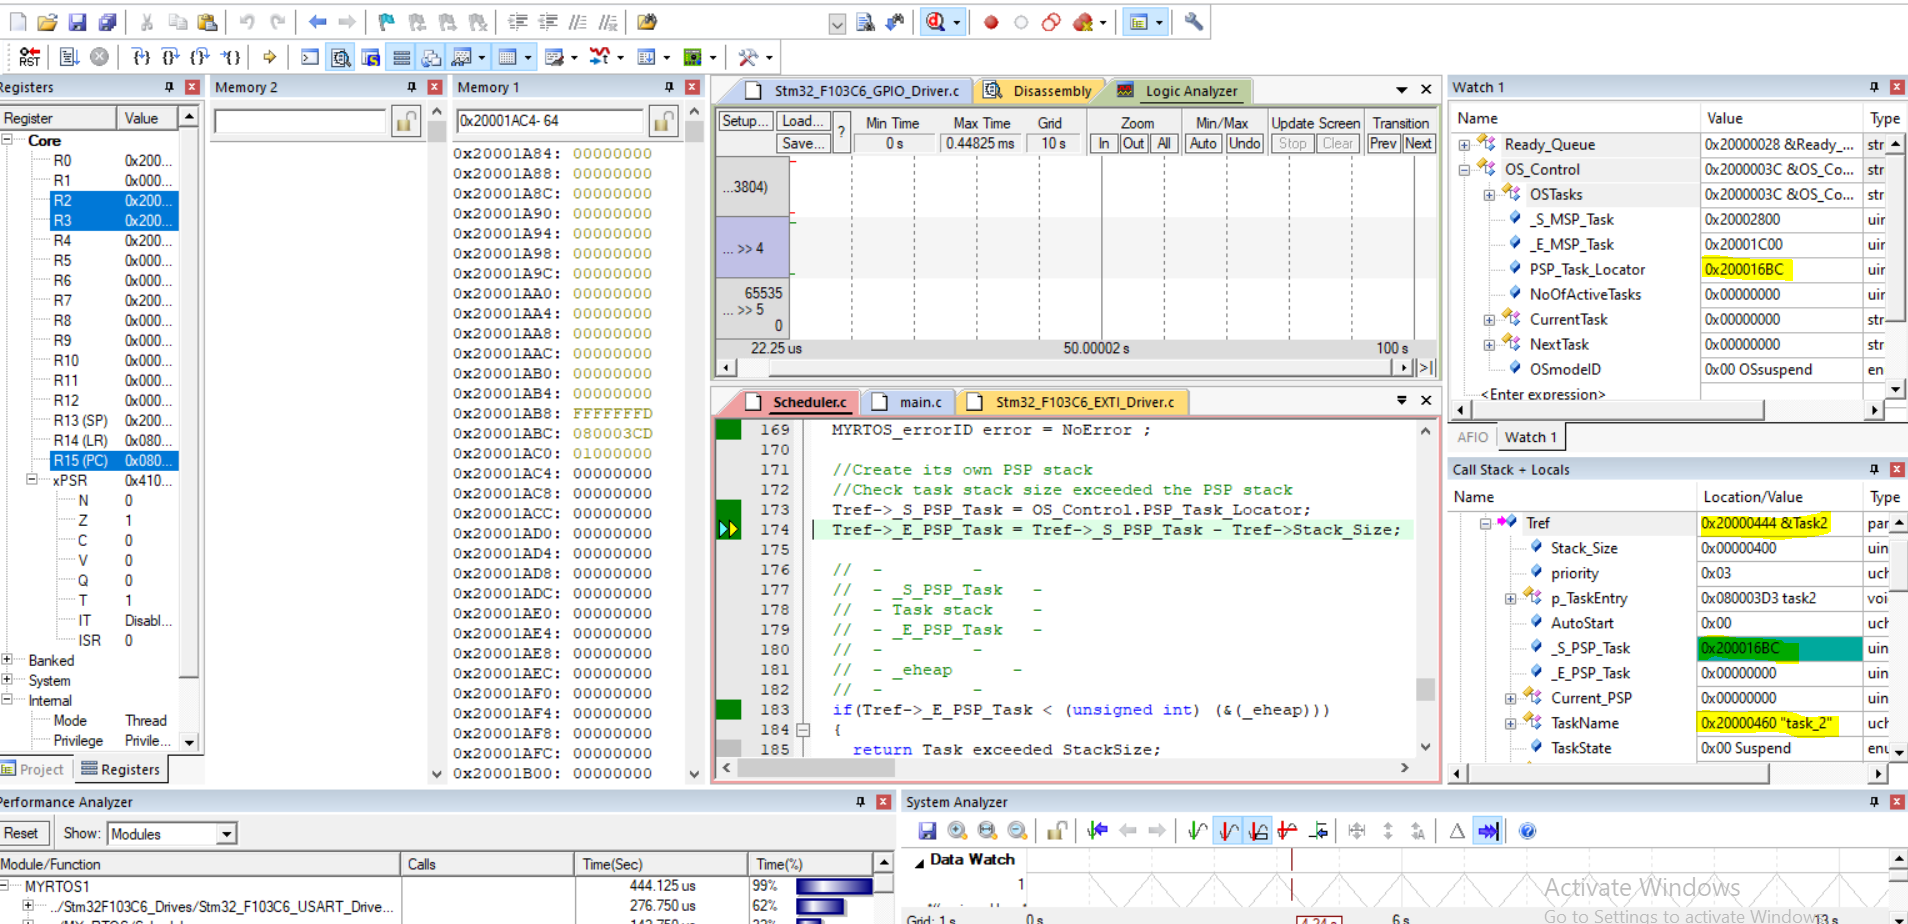 RST
Registers
Register Value
Core
R0 0x200...
R1 0x000...
R2 0x200...
R3 0x200...
R4 0x200...
R5 0x000...
R6 0x000...
R7 0x200...
R8 0x000...
R9 0x000...
R10 0x000...
R11 0x000...
R12 0x000...
R13 (SP) 0x200...
R14 (LR) 0x080...
R15 (PC) 0x080...
xPSR 0x410...
N 0
Z 1
C 0
V 0
Q 0
T 1
IT Disabl...
ISR 0
Banked
System
Internal
Mode Thread
Privilege Privile...
Project Registers
Memory 2
Memory 1
0x20001AC4- 64
0x20001A84: 00000000
0x20001A88: 00000000
0x20001A8C: 00000000
0x20001A90: 00000000
0x20001A94: 00000000
0x20001A98: 00000000
0x20001A9C: 00000000
0x20001AA0: 00000000
0x20001AA4: 00000000
0x20001AA8: 00000000
0x20001AAC: 00000000
0x20001AB0: 00000000
0x20001AB4: 00000000
0x20001AB8: FFFFFFFD
0x20001ABC: 080003CD
0x20001AC0: 01000000
0x20001AC4: 00000000
0x20001AC8: 00000000
0x20001ACC: 00000000
0x20001AD0: 00000000
0x20001AD4: 00000000
0x20001AD8: 00000000
0x20001ADC: 00000000
0x20001AE0: 00000000
0x20001AE4: 00000000
0x20001AE8: 00000000
0x20001AEC: 00000000
0x20001AF0: 00000000
0x20001AF4: 00000000
0x20001AF8: 00000000
0x20001AFC: 00000000
0x20001B00: 00000000
Stm32_F103C6_GPIO_Driver.c Disassembly Logic Analyzer
Setup... Load... ? Min Time Max Time Grid Zoom Min/Max Update Screen Transition
Save... 0 s 0.44825 ms 10 s In Out All Auto Undo Stop Clear Prev Next
...3804)
... >> 4
65535
... >> 5
0
22.25 us 50.00002 s 100 s
Scheduler.c main.c Stm32_F103C6_EXTI_Driver.c
169 MYRTOS_errorID error = NoError ;
170
171 //Create its own PSP stack
172 //Check task stack size exceeded the PSP stack
173 Tref->_S_PSP_Task = OS_Control.PSP_Task_Locator;
174 Tref->_E_PSP_Task = Tref->_S_PSP_Task - Tref->Stack_Size;
175
176 // - -
177 // - _S_PSP_Task -
178 // - Task stack -
179 // - _E_PSP_Task -
180 // - -
181 // - _eheap -
182 // - -
183 if(Tref->_E_PSP_Task < (unsigned int) (&(_eheap)))
184 {
185 return Task_exceeded_StackSize;
Watch 1
Name Value Type
Ready_Queue 0x20000028 &Ready_... str
OS_Control 0x2000003C &OS_Co... str
OSTasks 0x2000003C &OS_Co... str
_S_MSP_Task 0x20002800 uir
_E_MSP_Task 0x20001C00 uir
PSP_Task_Locator 0x200016BC uir
NoOfActiveTasks 0x00000000 uir
CurrentTask 0x00000000 str
NextTask 0x00000000 str
OSmodeID 0x00 OSsuspend en
<Enter expression>
AFIO Watch 1
Call Stack + Locals
Name Location/Value Type
Tref 0x20000444 &Task2 par
Stack_Size 0x00000400 uin
priority 0x03 uch
p_TaskEntry 0x080003D3 task2 voi
AutoStart 0x00 uch
_S_PSP_Task 0x200016BC uin
_E_PSP_Task 0x00000000 uin
Current_PSP 0x00000000 uin
TaskName 0x20000460 "task_2" uch
TaskState 0x00 Suspend enu
Performance Analyzer
Reset Show: Modules
Module/Function Calls Time(Sec) Time(%)
MYRTOS1 444.125 us 99%
../Stm32F103C6_Drives/Stm32_F103C6_USART_Drive... 276.750 us 62%
System Analyzer
Data Watch
1
Grid: 1 s 0 s 4.24 s 6 s 13 s
Activate Windows
Go to Settings to activate Windows.